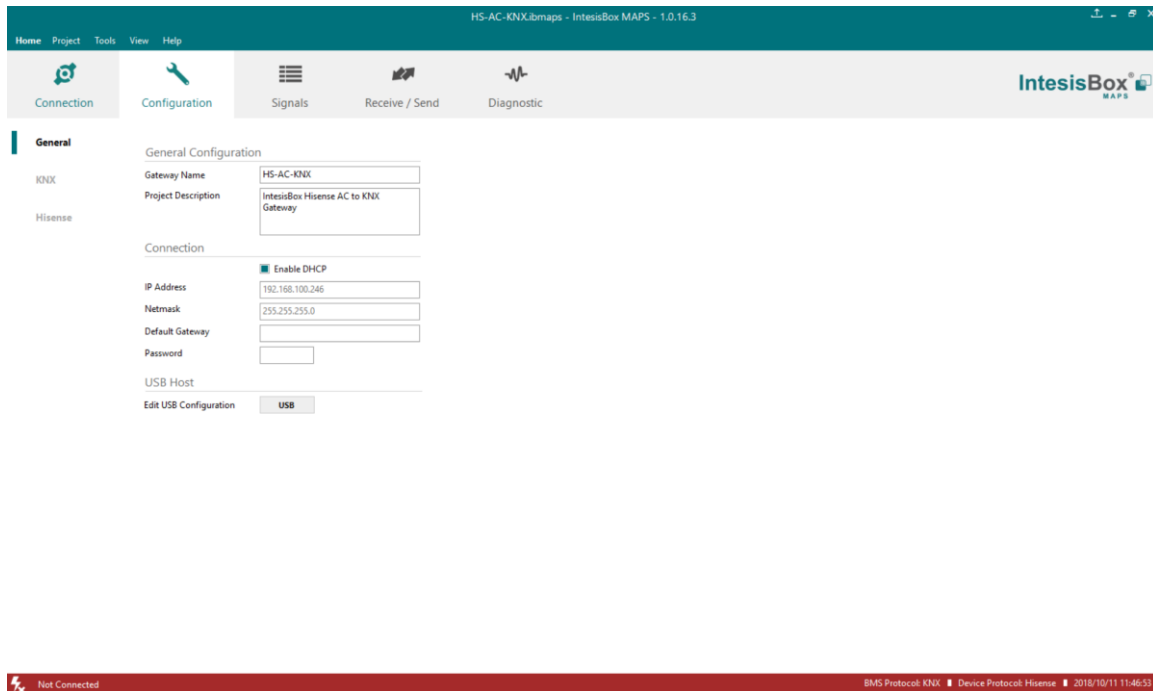 HS-AC-KNX.ibmaps - IntesisBox MAPS - 1.0.16.3
Home Project Tools View Help
Connection Configuration Signals Receive / Send Diagnostic
IntesisBox®
MAPS
General
KNX
Hisense
General Configuration
Gateway Name HS-AC-KNX
Project Description IntesisBox Hisense AC to KNX
Gateway
Connection
Enable DHCP
IP Address 192.168.100.246
Netmask 255.255.255.0
Default Gateway
Password
USB Host
Edit USB Configuration USB
Not Connected BMS Protocol: KNX Device Protocol: Hisense 2018/10/11 11:46:53